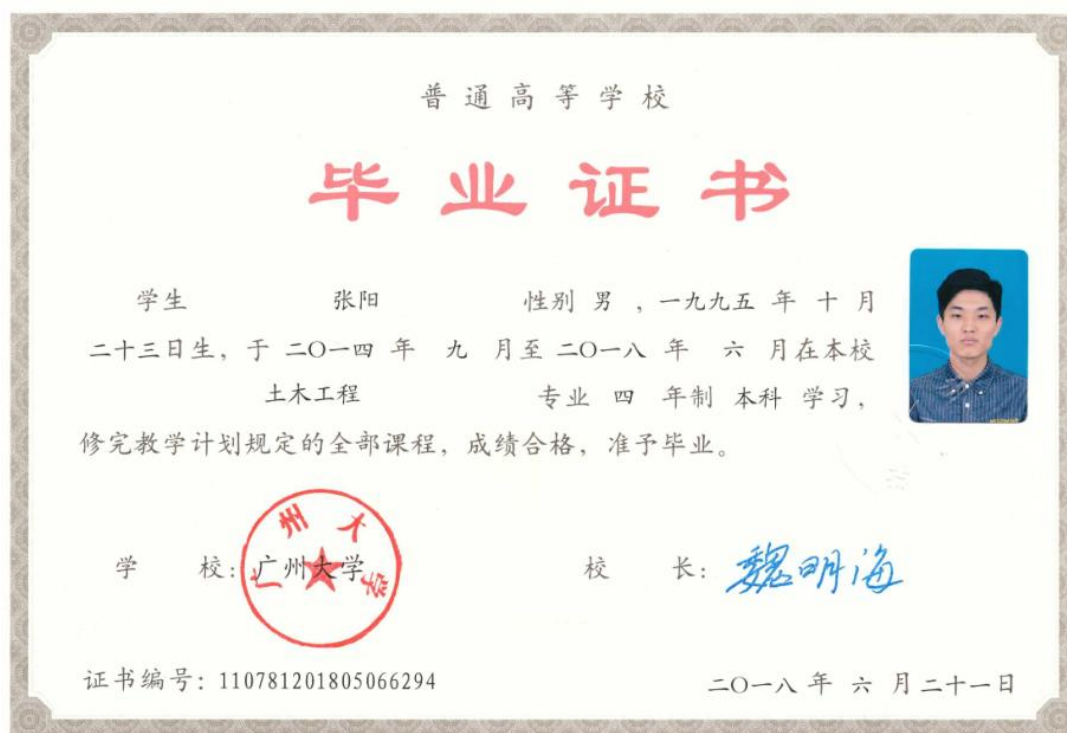 普通高等学校
毕业证书
学生 张阳 性别 男 ，一九九五 年 十 月
二十三日生，于 二〇一四 年 九 月至 二〇一八 年 六 月在本校
土木工程 专业 四 年制 本科 学习，
修完教学计划规定的全部课程，成绩合格，准予毕业。
广州大学
学 校：广州大学 校 长：魏明海
证书编号：110781201805066294 二〇一八 年 六 月二十一日